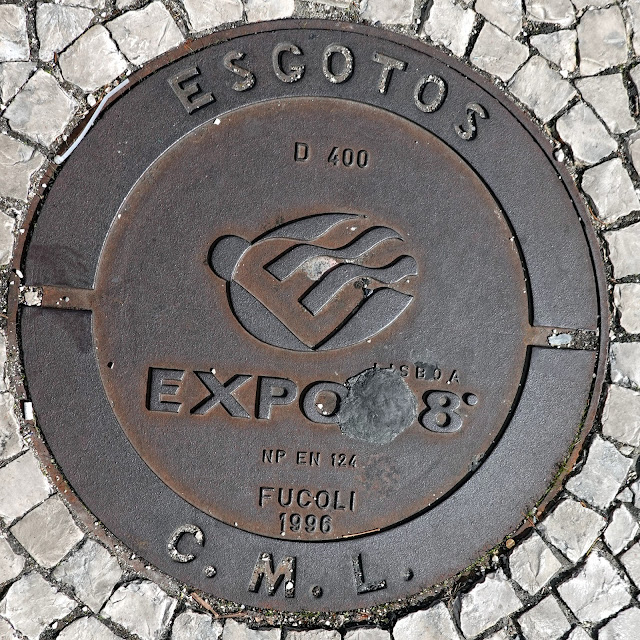 ESGOTOS
D 400
LISBOA
EXPO 8
NP EN 124
FUCOLI
1996
C.M.L.